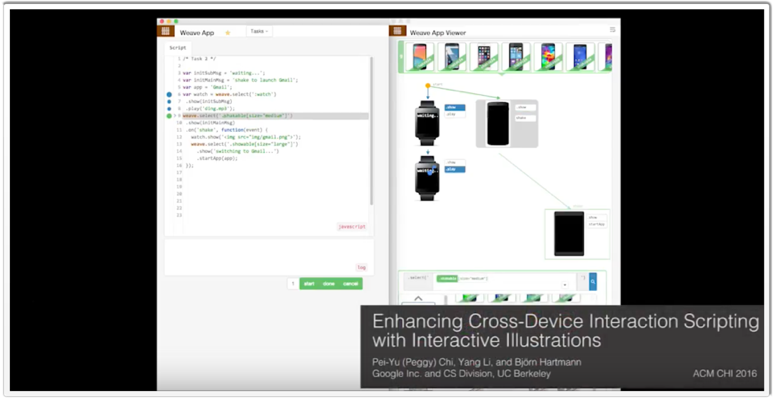 Weave App
Tasks
Weave App Viewer
Script
1 /* Task E */
2
3 var initSubMsg = 'waiting...';
4 var initMainMsg = 'shake to launch Gmail';
5 var app = 'Gmail';
6 var watch = weave.select('.watch')
7 .show(initSubMsg)
8 .play('ding.mp3');
9 weave.select('.shakable[size="medium"]')
10 .show(initMainMsg)
11 .on('shake', function(event) {
12 watch.show('<img src="img/gmail.png">');
13 weave.select('.showable[size="large"]')
14 .show('switching to Gmail...')
15 .startApp(app);
16 });
17
18
19
20
21
22
23
javascript
log
start done cancel
Enhancing Cross-Device Interaction Scripting
with Interactive Illustrations
Pei-Yu (Peggy) Chi, Yang Li, and Björn Hartmann
Google Inc. and CS Division, UC Berkeley
ACM CHI 2016